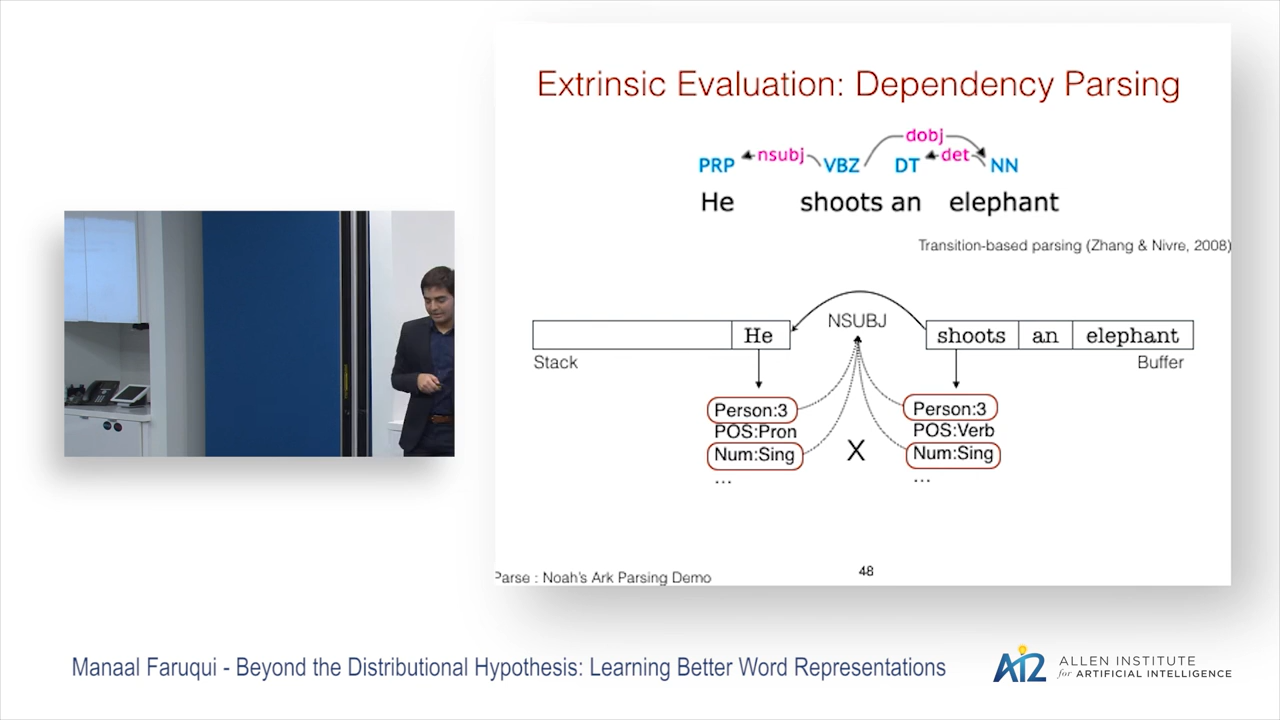 Extrinsic Evaluation: Dependency Parsing
dobj
PRP nsubj VBZ DT det NN
He shoots an elephant
Transition-based parsing (Zhang & Nivre, 2008)
He NSUBJ shoots an elephant
Stack Buffer
Person:3 Person:3
POS:Pron POS:Verb
Num:Sing X Num:Sing
... ...
Parse : Noah's Ark Parsing Demo
48
Manaal Faruqui - Beyond the Distributional Hypothesis: Learning Better Word Representations
AI2 ALLEN INSTITUTE
for ARTIFICIAL INTELLIGENCE